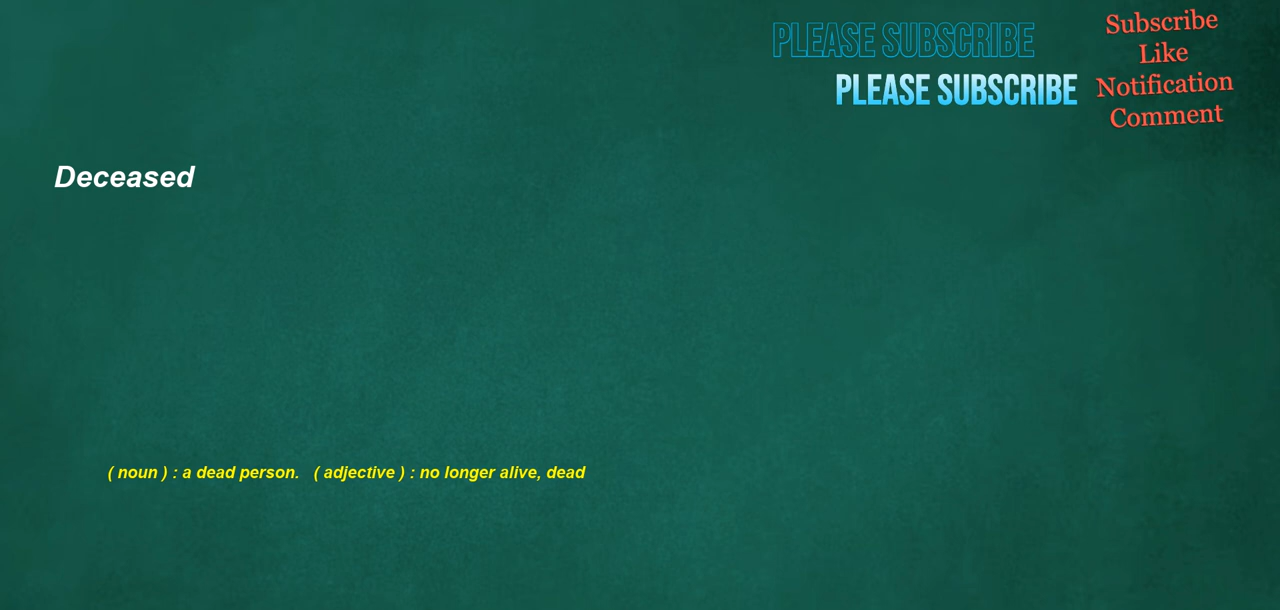 PLEASE SUBSCRIBE
PLEASE SUBSCRIBE
Subscribe
Like
Notification
Comment
Deceased
( noun ) : a dead person.   ( adjective ) : no longer alive, dead